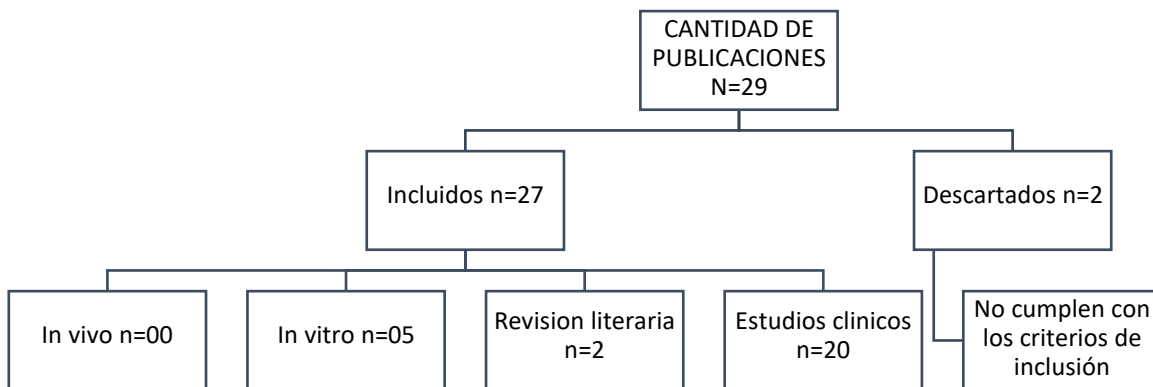 CANTIDAD DE
PUBLICACIONES
N=29
Incluidos n=27
Descartados n=2
In vivo n=00
In vitro n=05
Revision literaria
n=2
Estudios clinicos
n=20
No cumplen con
los criterios de
inclusión